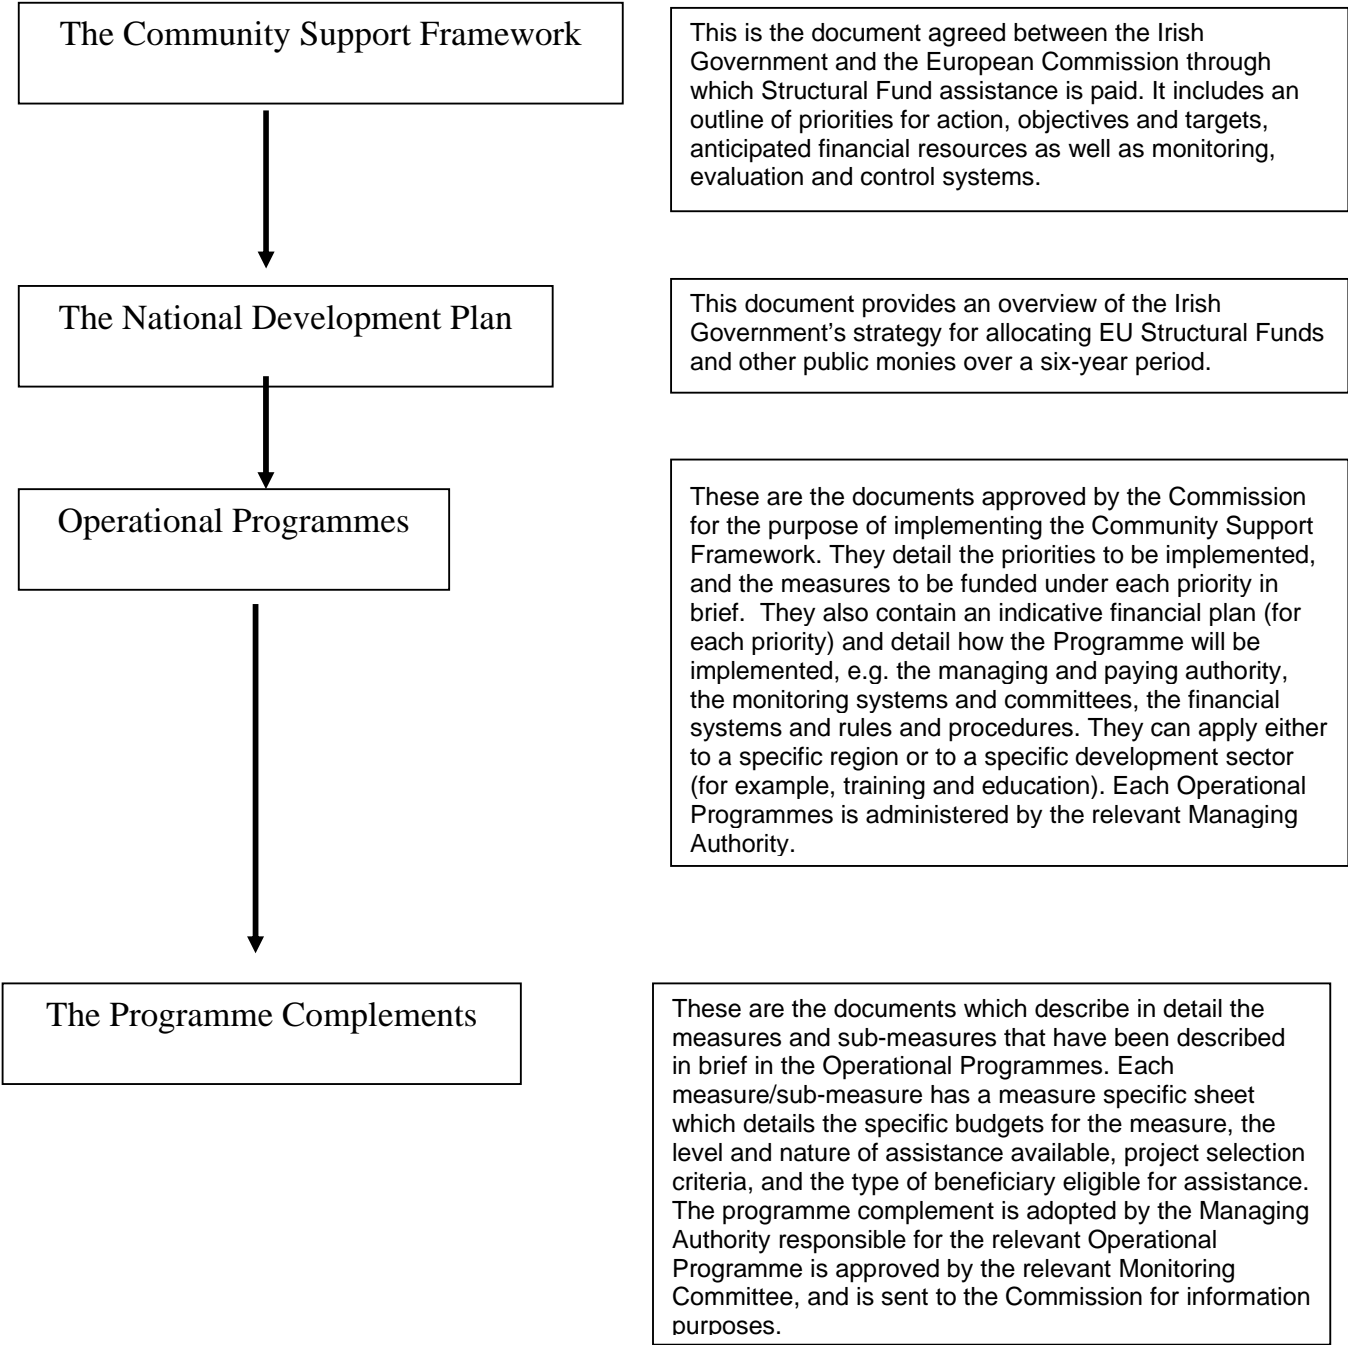 The Community Support Framework
This is the document agreed between the Irish
Government and the European Commission through
which Structural Fund assistance is paid. It includes an
outline of priorities for action, objectives and targets,
anticipated financial resources as well as monitoring,
evaluation and control systems.
The National Development Plan
This document provides an overview of the Irish
Government's strategy for allocating EU Structural Funds
and other public monies over a six-year period.
Operational Programmes
These are the documents approved by the Commission
for the purpose of implementing the Community Support
Framework. They detail the priorities to be implemented,
and the measures to be funded under each priority in
brief.  They also contain an indicative financial plan (for
each priority) and detail how the Programme will be
implemented, e.g. the managing and paying authority,
the monitoring systems and committees, the financial
systems and rules and procedures. They can apply either
to a specific region or to a specific development sector
(for example, training and education). Each Operational
Programmes is administered by the relevant Managing
Authority.
The Programme Complements
These are the documents which describe in detail the
measures and sub-measures that have been described
in brief in the Operational Programmes. Each
measure/sub-measure has a measure specific sheet
which details the specific budgets for the measure, the
level and nature of assistance available, project selection
criteria, and the type of beneficiary eligible for assistance.
The programme complement is adopted by the Managing
Authority responsible for the relevant Operational
Programme is approved by the relevant Monitoring
Committee, and is sent to the Commission for information
purposes.